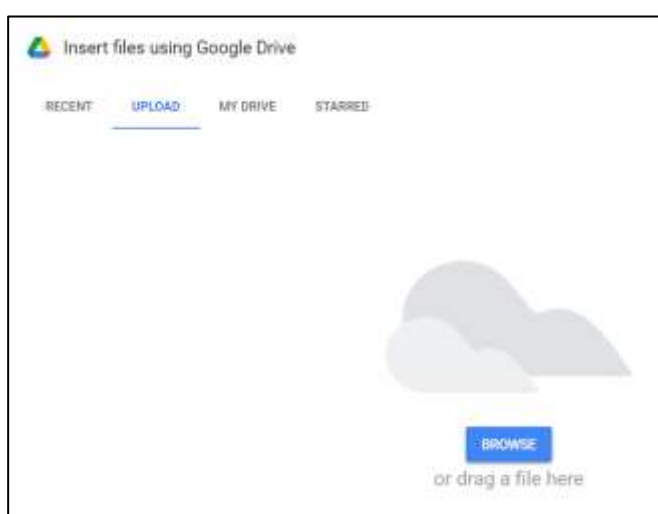 Insert files using Google Drive
RECENT UPLOAD MY DRIVE STARRED
BROWSE
or drag a file here